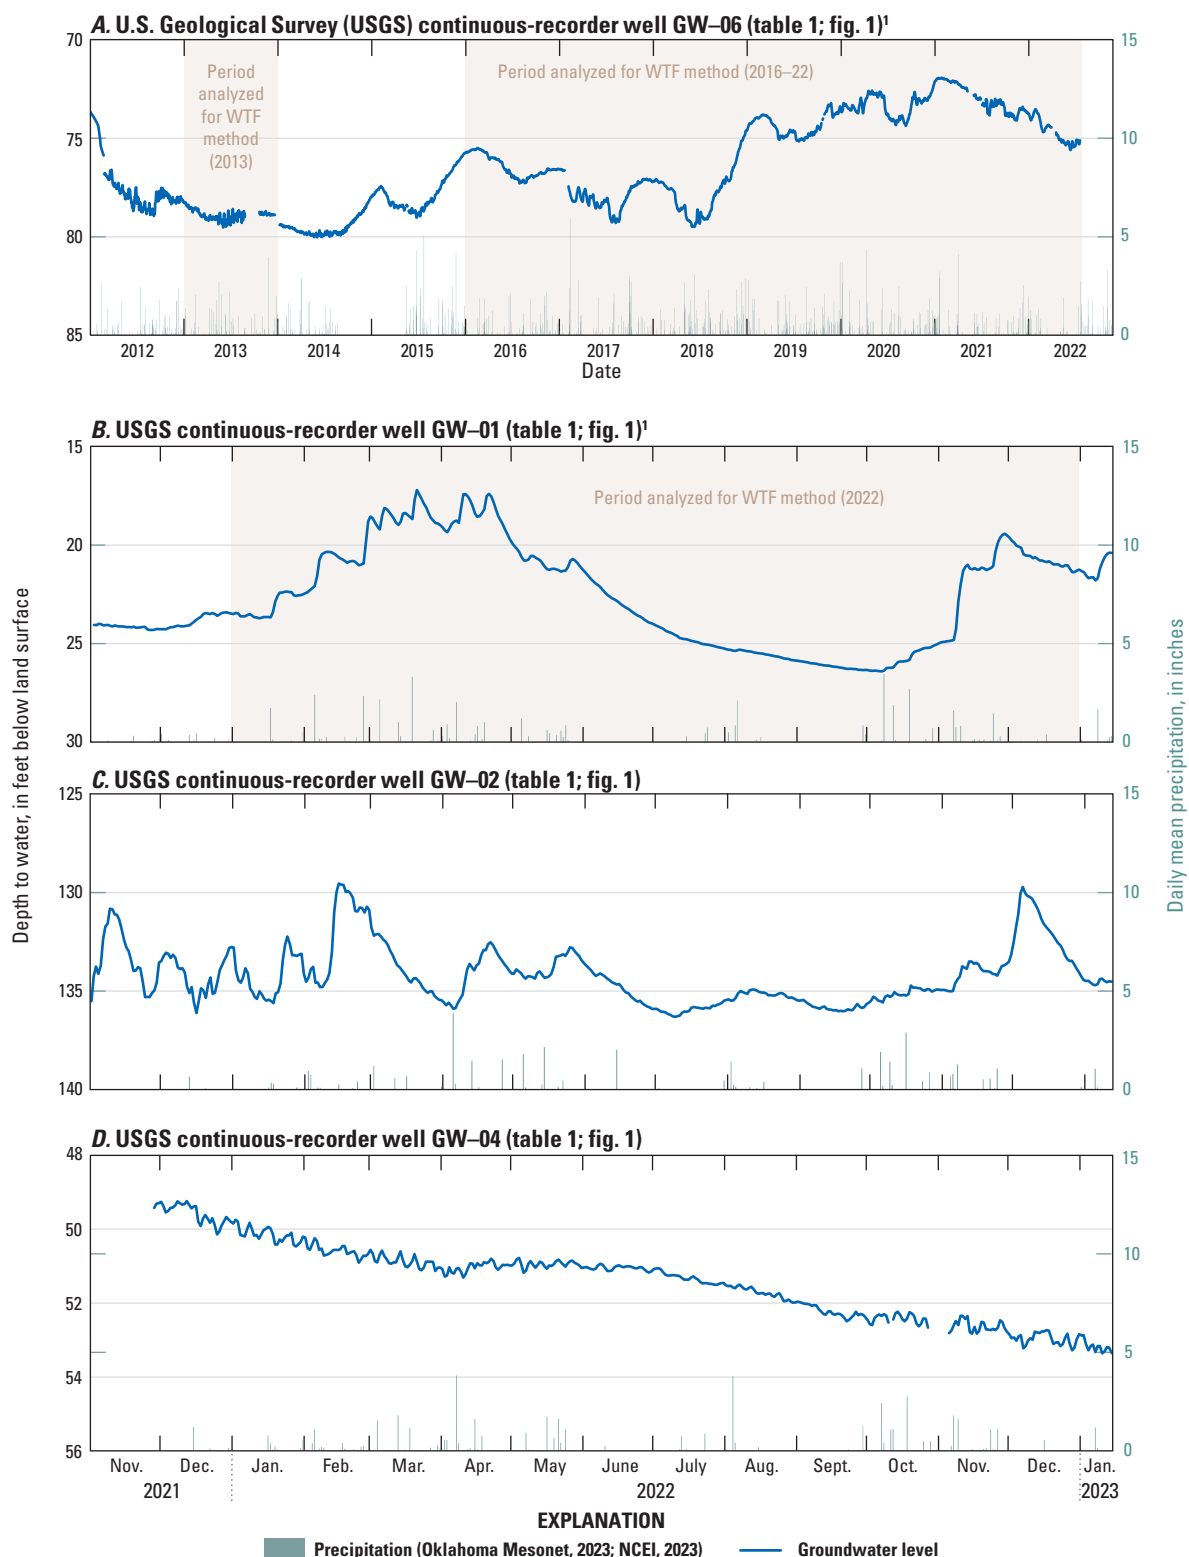 A. U.S. Geological Survey (USGS) continuous-recorder well GW–06 (table 1; fig. 1)¹
70 15
Period analyzed for WTF method (2013)
Period analyzed for WTF method (2016–22)
75 10
80 5
85 0
2012 2013 2014 2015 2016 2017 2018 2019 2020 2021 2022
Date
B. USGS continuous-recorder well GW–01 (table 1; fig. 1)¹
15 15
Period analyzed for WTF method (2022)
20 10
25 5
30 0
C. USGS continuous-recorder well GW–02 (table 1; fig. 1)
125 15
130 10
135 5
140 0
D. USGS continuous-recorder well GW–04 (table 1; fig. 1)
48 15
50
10
52
5
54
56 0
Nov. Dec. Jan. Feb. Mar. Apr. May June July Aug. Sept. Oct. Nov. Dec. Jan.
2021 2022 2023
Depth to water, in feet below land surface
Daily mean precipitation, in inches
EXPLANATION
Precipitation (Oklahoma Mesonet, 2023; NCEI, 2023) Groundwater level